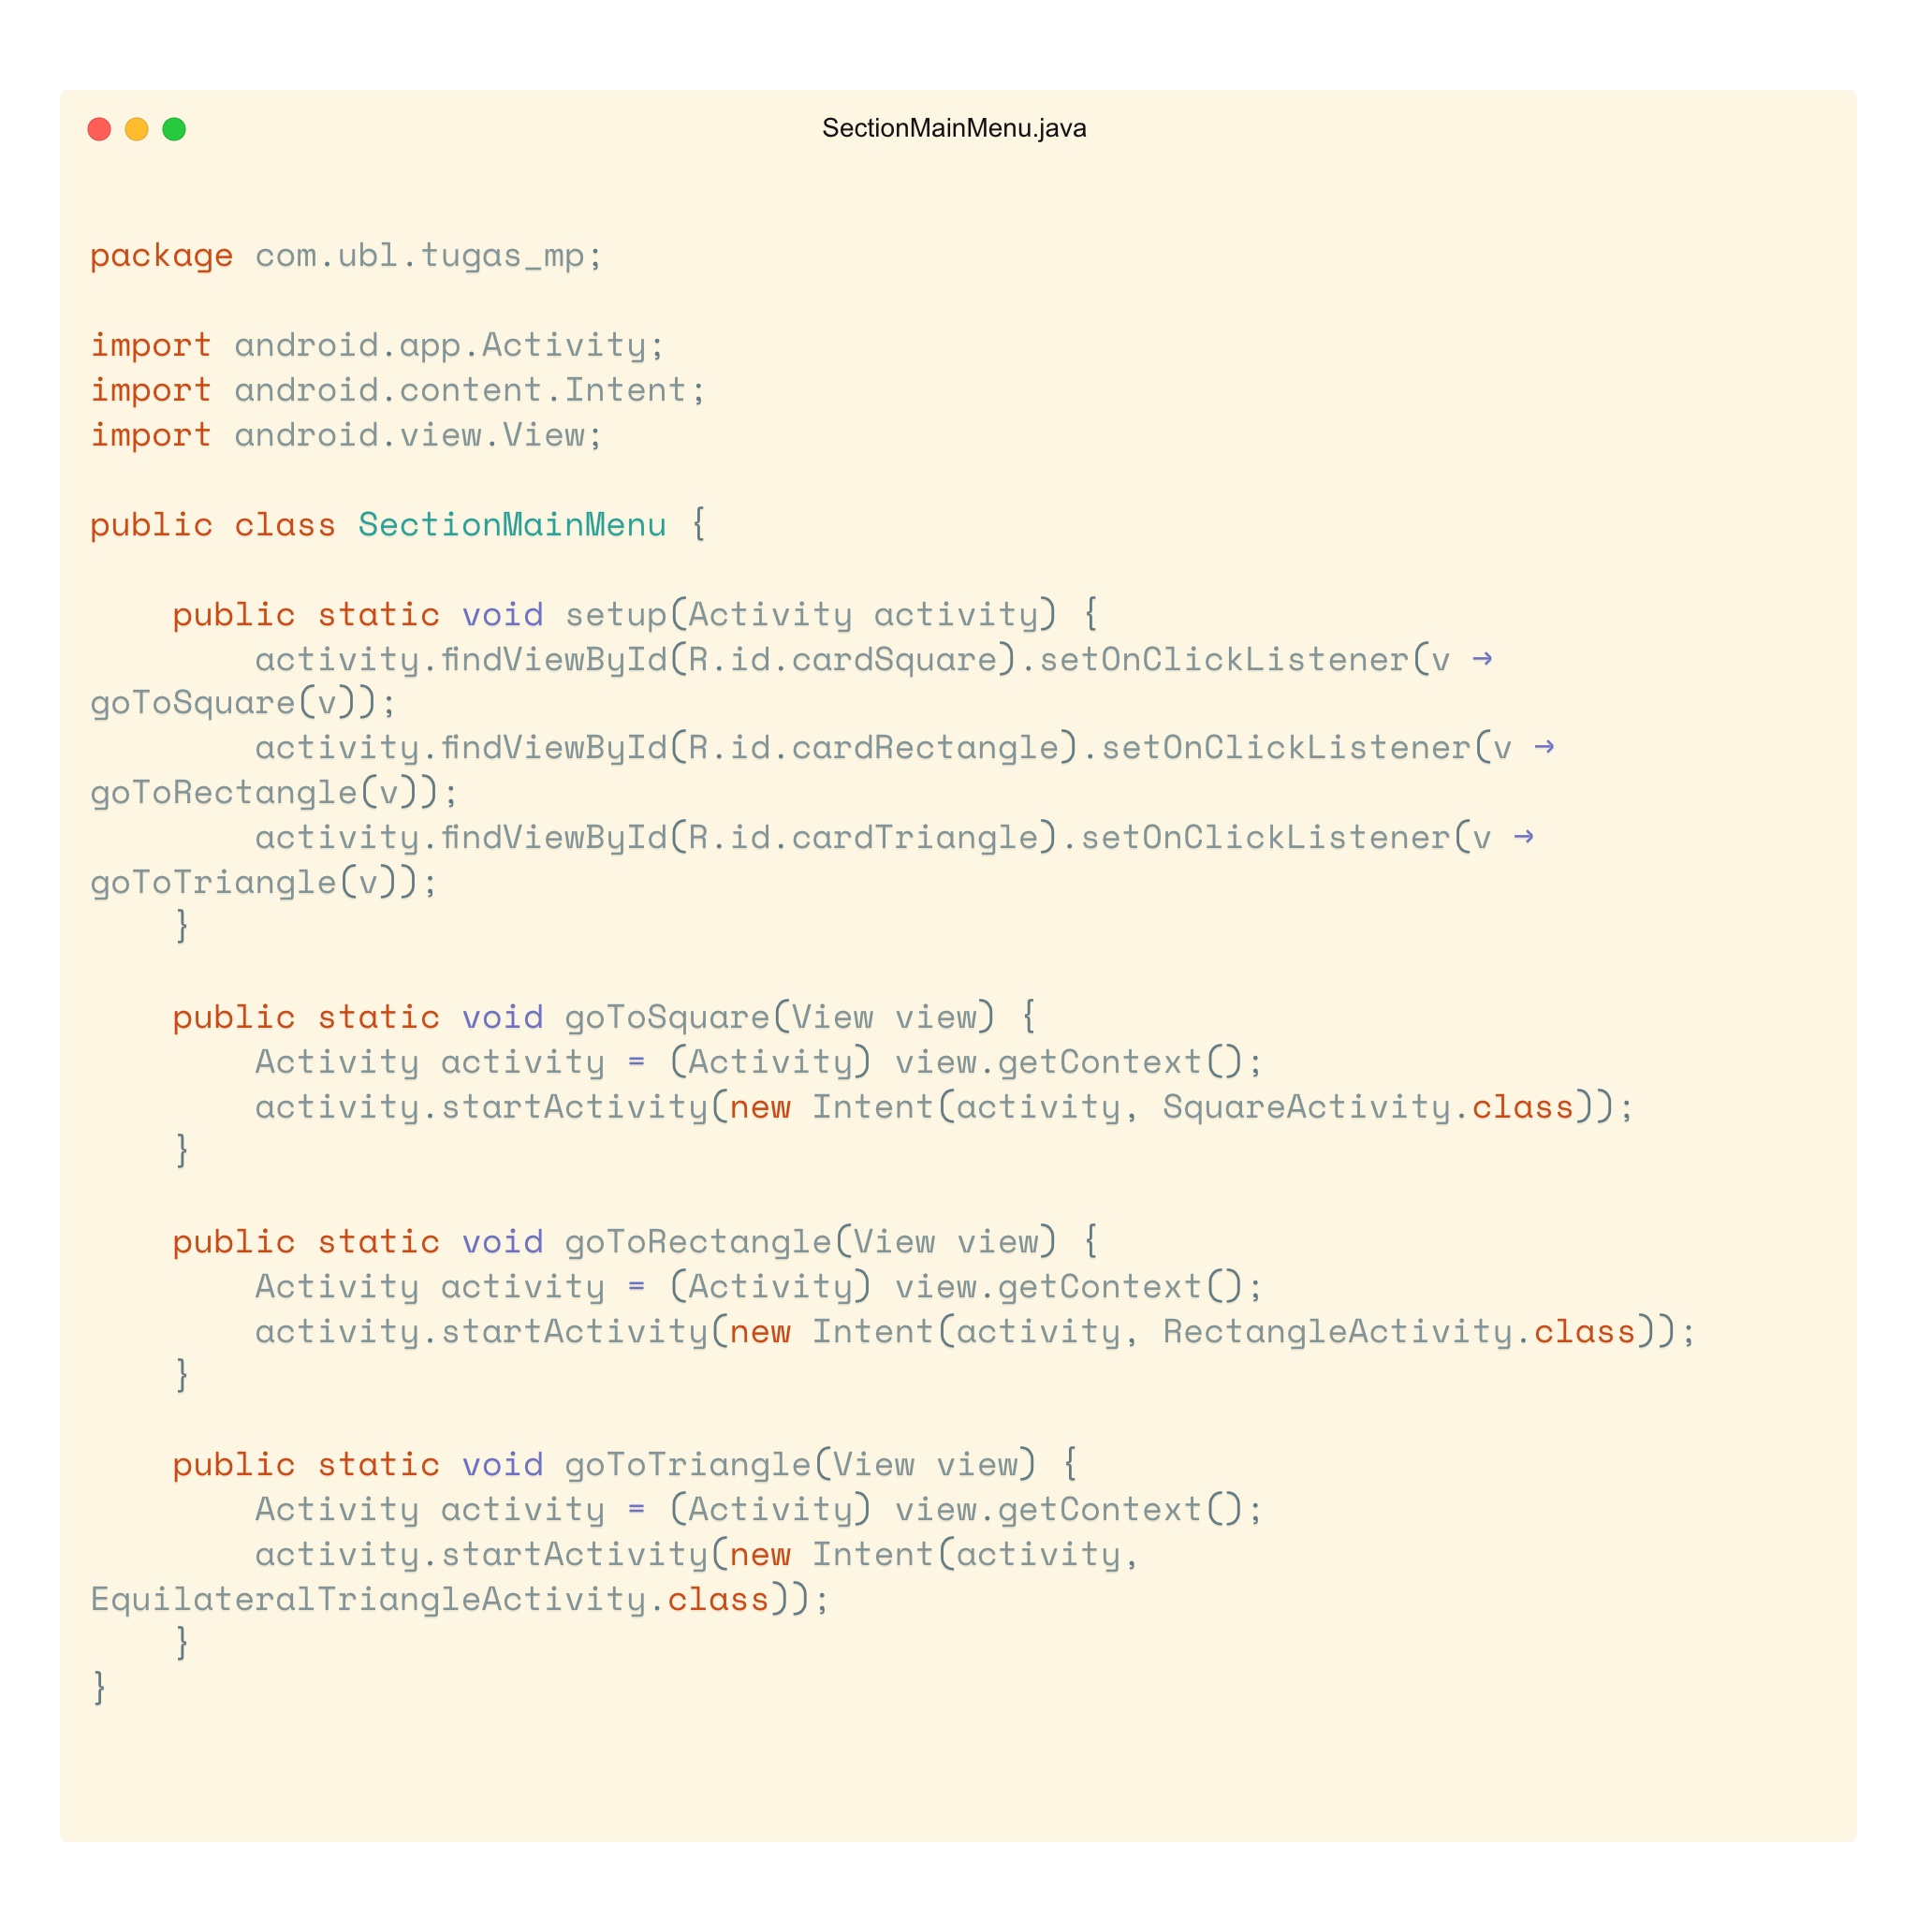 SectionMainMenu.java
package com.ubl.tugas_mp;
import android.app.Activity;
import android.content.Intent;
import android.view.View;
public class SectionMainMenu {
    public static void setup(Activity activity) {
        activity.findViewById(R.id.cardSquare).setOnClickListener(v →
goToSquare(v));
        activity.findViewById(R.id.cardRectangle).setOnClickListener(v →
goToRectangle(v));
        activity.findViewById(R.id.cardTriangle).setOnClickListener(v →
goToTriangle(v));
    }
    public static void goToSquare(View view) {
        Activity activity = (Activity) view.getContext();
        activity.startActivity(new Intent(activity, SquareActivity.class));
    }
    public static void goToRectangle(View view) {
        Activity activity = (Activity) view.getContext();
        activity.startActivity(new Intent(activity, RectangleActivity.class));
    }
    public static void goToTriangle(View view) {
        Activity activity = (Activity) view.getContext();
        activity.startActivity(new Intent(activity,
EquilateralTriangleActivity.class));
    }
}